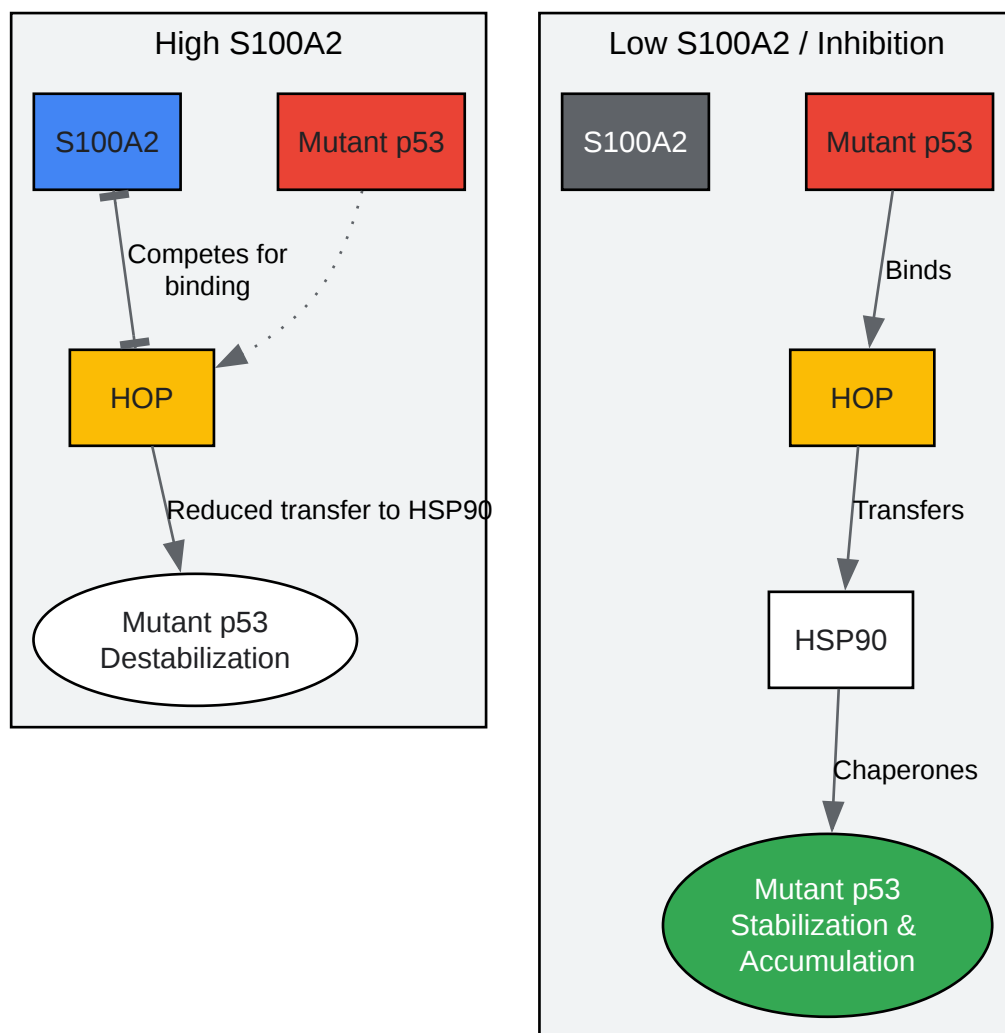 High S100A2
S100A2
Mutant p53
Competes for
binding
HOP
Reduced transfer to HSP90
Mutant p53
Destabilization
Low S100A2 / Inhibition
S100A2
Mutant p53
Binds
HOP
Transfers
HSP90
Chaperones
Mutant p53
Stabilization &
Accumulation